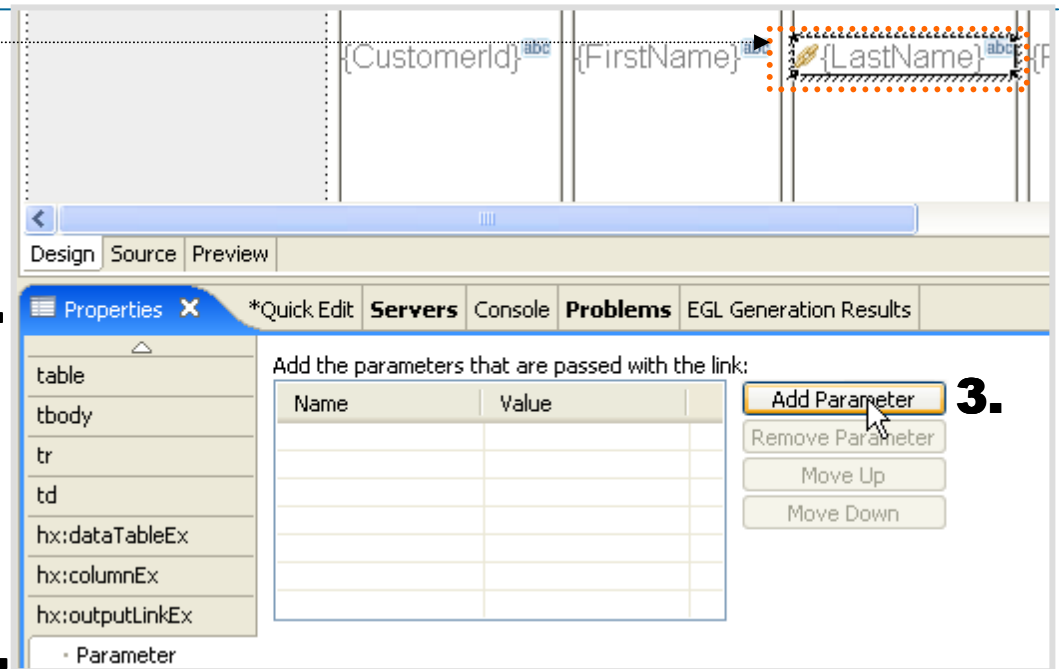 {CustomerId} abc {FirstName} abc {LastName} abc {F
Design Source Preview
Properties *Quick Edit Servers Console Problems EGL Generation Results
Add the parameters that are passed with the link:
table
tbody
tr
td
hx:dataTableEx
hx:columnEx
hx:outputLinkEx
· Parameter
Name Value
Add Parameter 3.
Remove Parameter
Move Up
Move Down